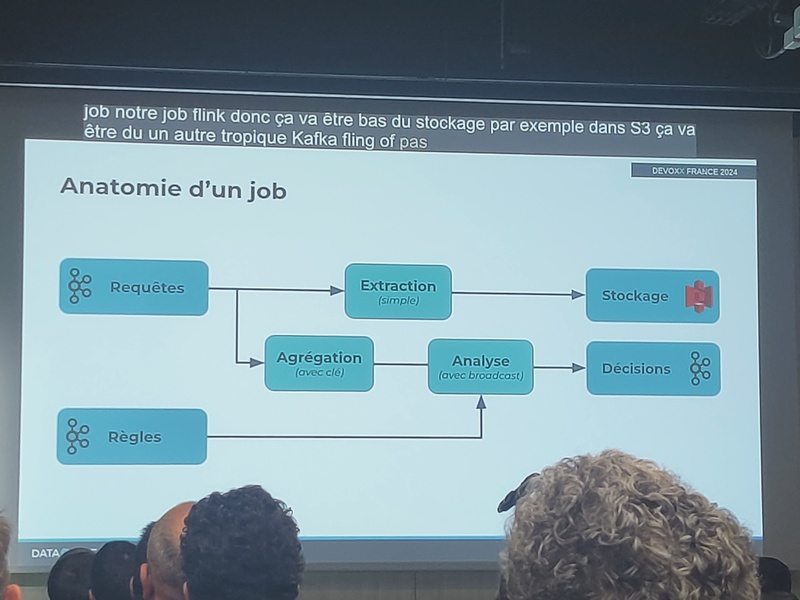 job notre job flink donc ça va être bas du stockage par exemple dans S3 ça va
être du un autre tropique Kafka fling of pas
DEVOXX FRANCE 2024
Anatomie d'un job
Requêtes
Extraction
(simple)
Stockage
Agrégation
(avec clé)
Analyse
(avec broadcast)
Décisions
Règles
DATA